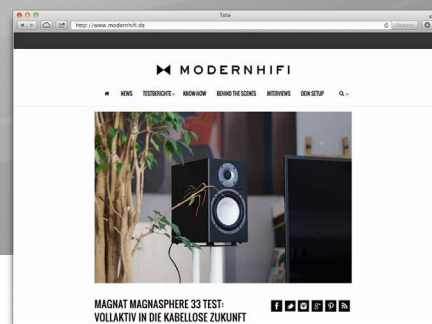 Title
http://www.modernhifi.de
MODERNHIFI
NEWS TESTBERICHTE KNOW-HOW BEHIND THE SCENES INTERVIEWS DEIN SETUP
MAGNAT MAGNASPHERE 33 TEST:
VOLLAKTIV IN DIE KABELLOSE ZUKUNFT